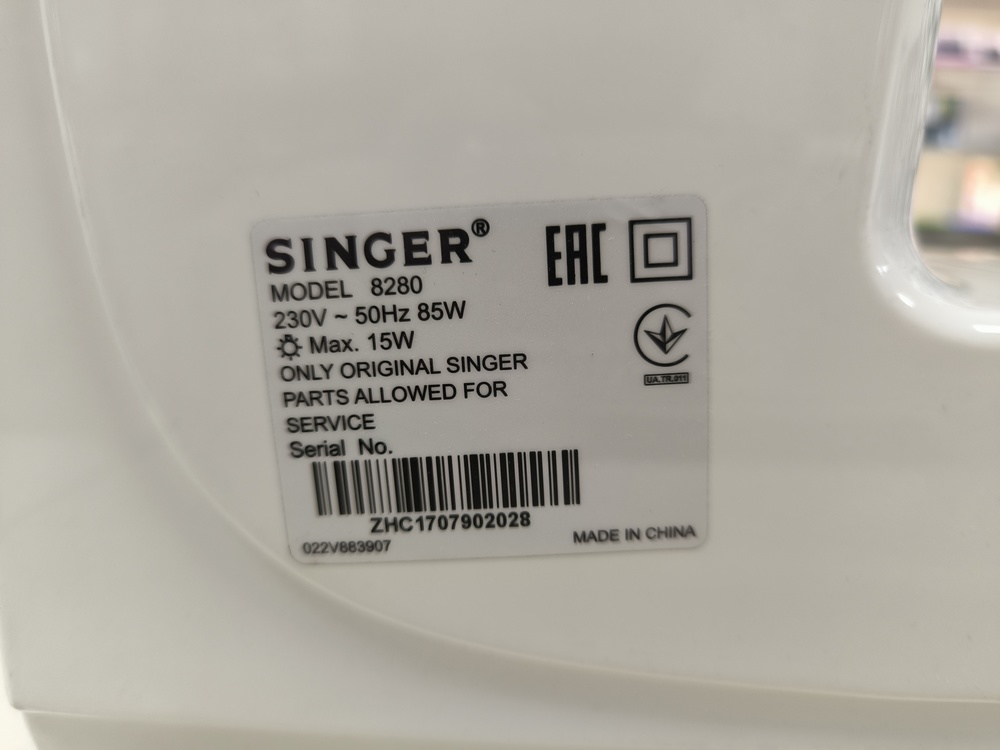 SINGER®
EAC
MODEL 8280
230V ~ 50Hz 85W
Max. 15W
ONLY ORIGINAL SINGER
PARTS ALLOWED FOR
SERVICE
UA.TR.011
Serial No.
ZHC1707902028
022V883907
MADE IN CHINA